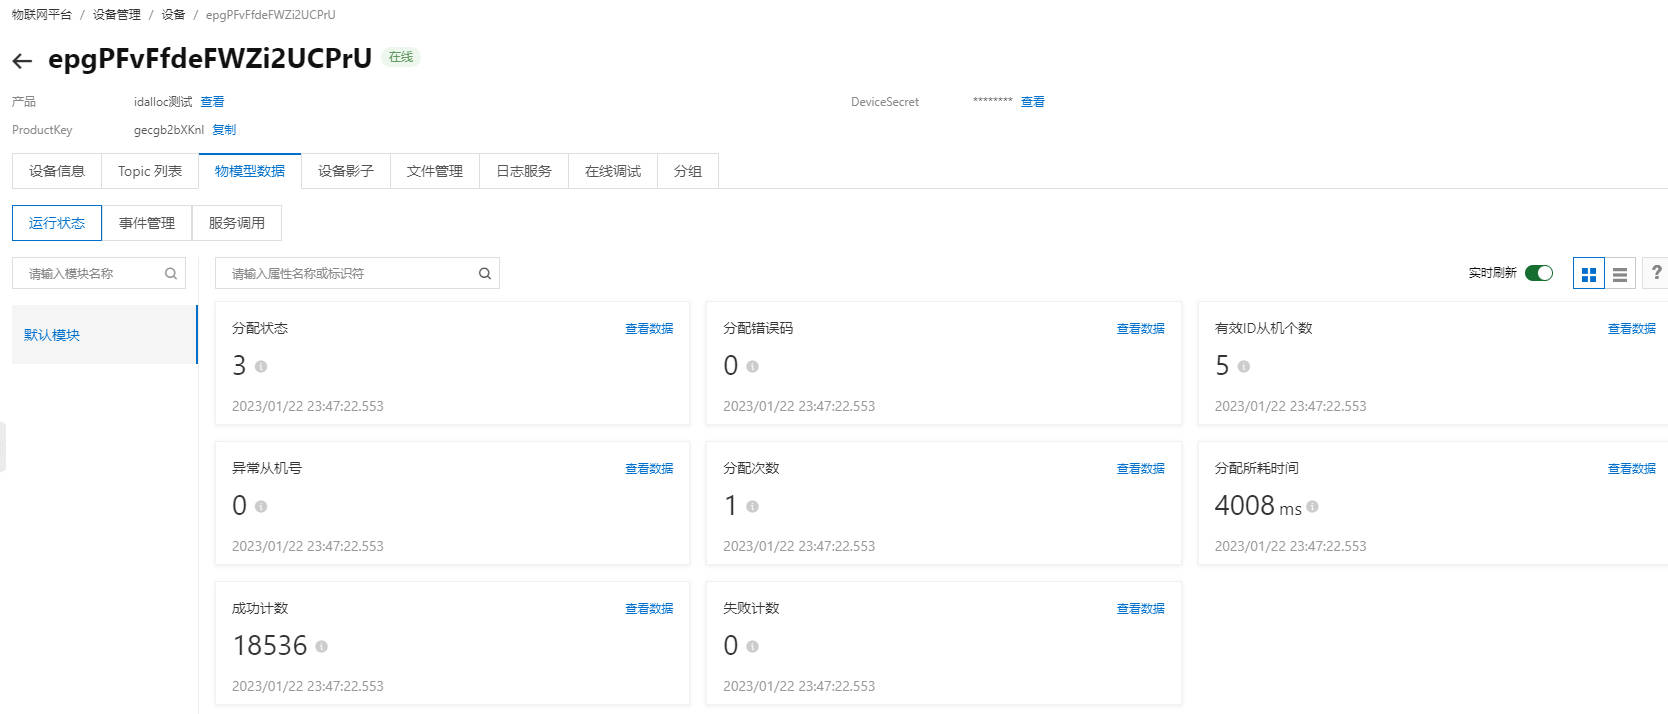 物联网平台 / 设备管理 / 设备 / epgPFvFfdeFWZi2UCPrU
epgPFvFfdeFWZi2UCPrU 在线
产品 idalloc测试 查看 DeviceSecret ******** 查看
ProductKey gecgb2bXKnl 复制
设备信息 Topic 列表 物模型数据 设备影子 文件管理 日志服务 在线调试 分组
运行状态 事件管理 服务调用
请输入模块名称 请输入属性名称或标识符 实时刷新 ?
默认模块
分配状态 查看数据 分配错误码 查看数据 有效ID从机个数 查看数据
3 0 5
2023/01/22 23:47:22.553 2023/01/22 23:47:22.553 2023/01/22 23:47:22.553
异常从机号 查看数据 分配次数 查看数据 分配所耗时间 查看数据
0 1 4008 ms
2023/01/22 23:47:22.553 2023/01/22 23:47:22.553 2023/01/22 23:47:22.553
成功计数 查看数据 失败计数 查看数据
18536 0
2023/01/22 23:47:22.553 2023/01/22 23:47:22.553